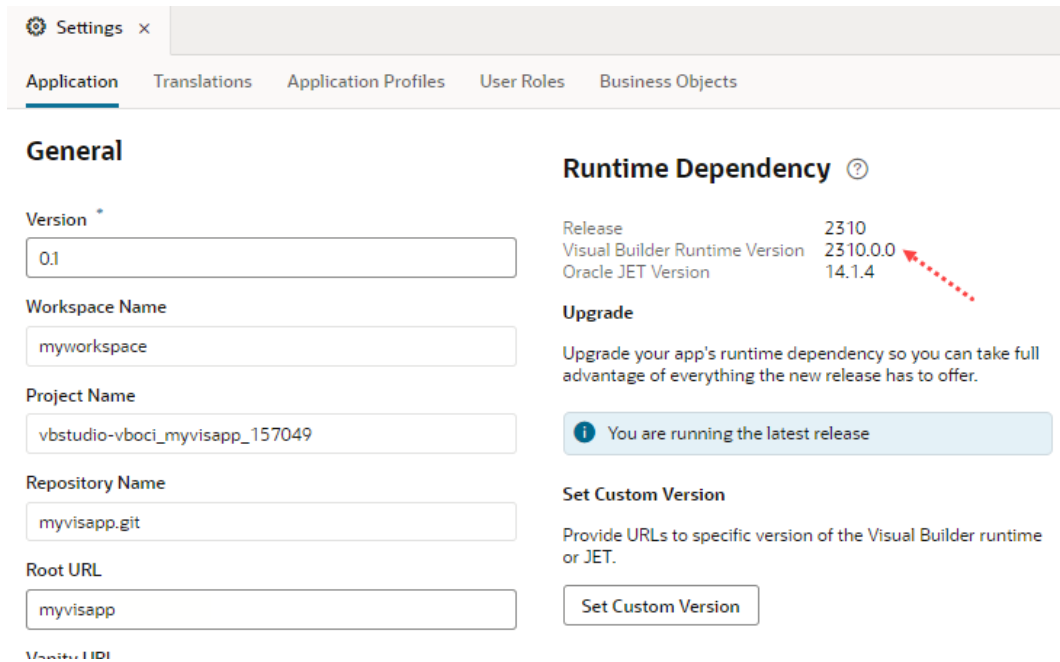 Settings ×
Application Translations Application Profiles User Roles Business Objects
General
Version *
0.1
Workspace Name
myworkspace
Project Name
vbstudio-vboci_myvisapp_157049
Repository Name
myvisapp.git
Root URL
myvisapp
Vanity URL
Runtime Dependency ?
Release 2310
Visual Builder Runtime Version 2310.0.0
Oracle JET Version 14.1.4
Upgrade
Upgrade your app's runtime dependency so you can take full
advantage of everything the new release has to offer.
You are running the latest release
Set Custom Version
Provide URLs to specific version of the Visual Builder runtime
or JET.
Set Custom Version